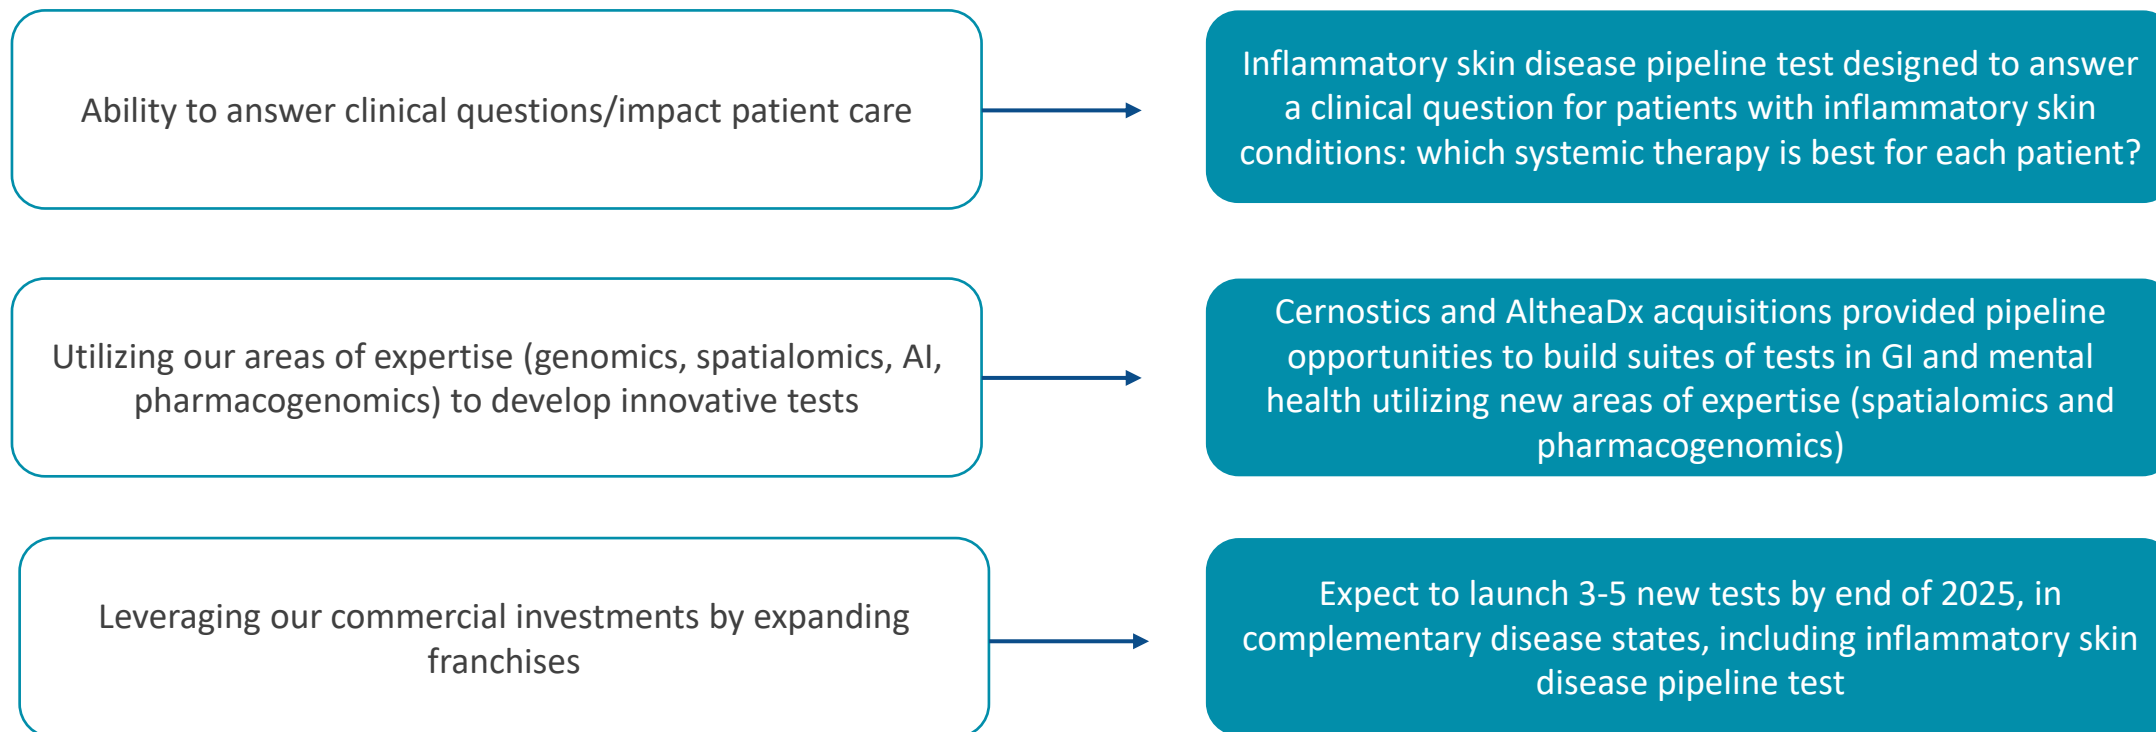 Ability to answer clinical questions/impact patient care
Inflammatory skin disease pipeline test designed to answer
a clinical question for patients with inflammatory skin
conditions: which systemic therapy is best for each patient?
Utilizing our areas of expertise (genomics, spatialomics, AI,
pharmacogenomics) to develop innovative tests
Cernostics and AltheaDx acquisitions provided pipeline
opportunities to build suites of tests in GI and mental
health utilizing new areas of expertise (spatialomics and
pharmacogenomics)
Leveraging our commercial investments by expanding
franchises
Expect to launch 3-5 new tests by end of 2025, in
complementary disease states, including inflammatory skin
disease pipeline test